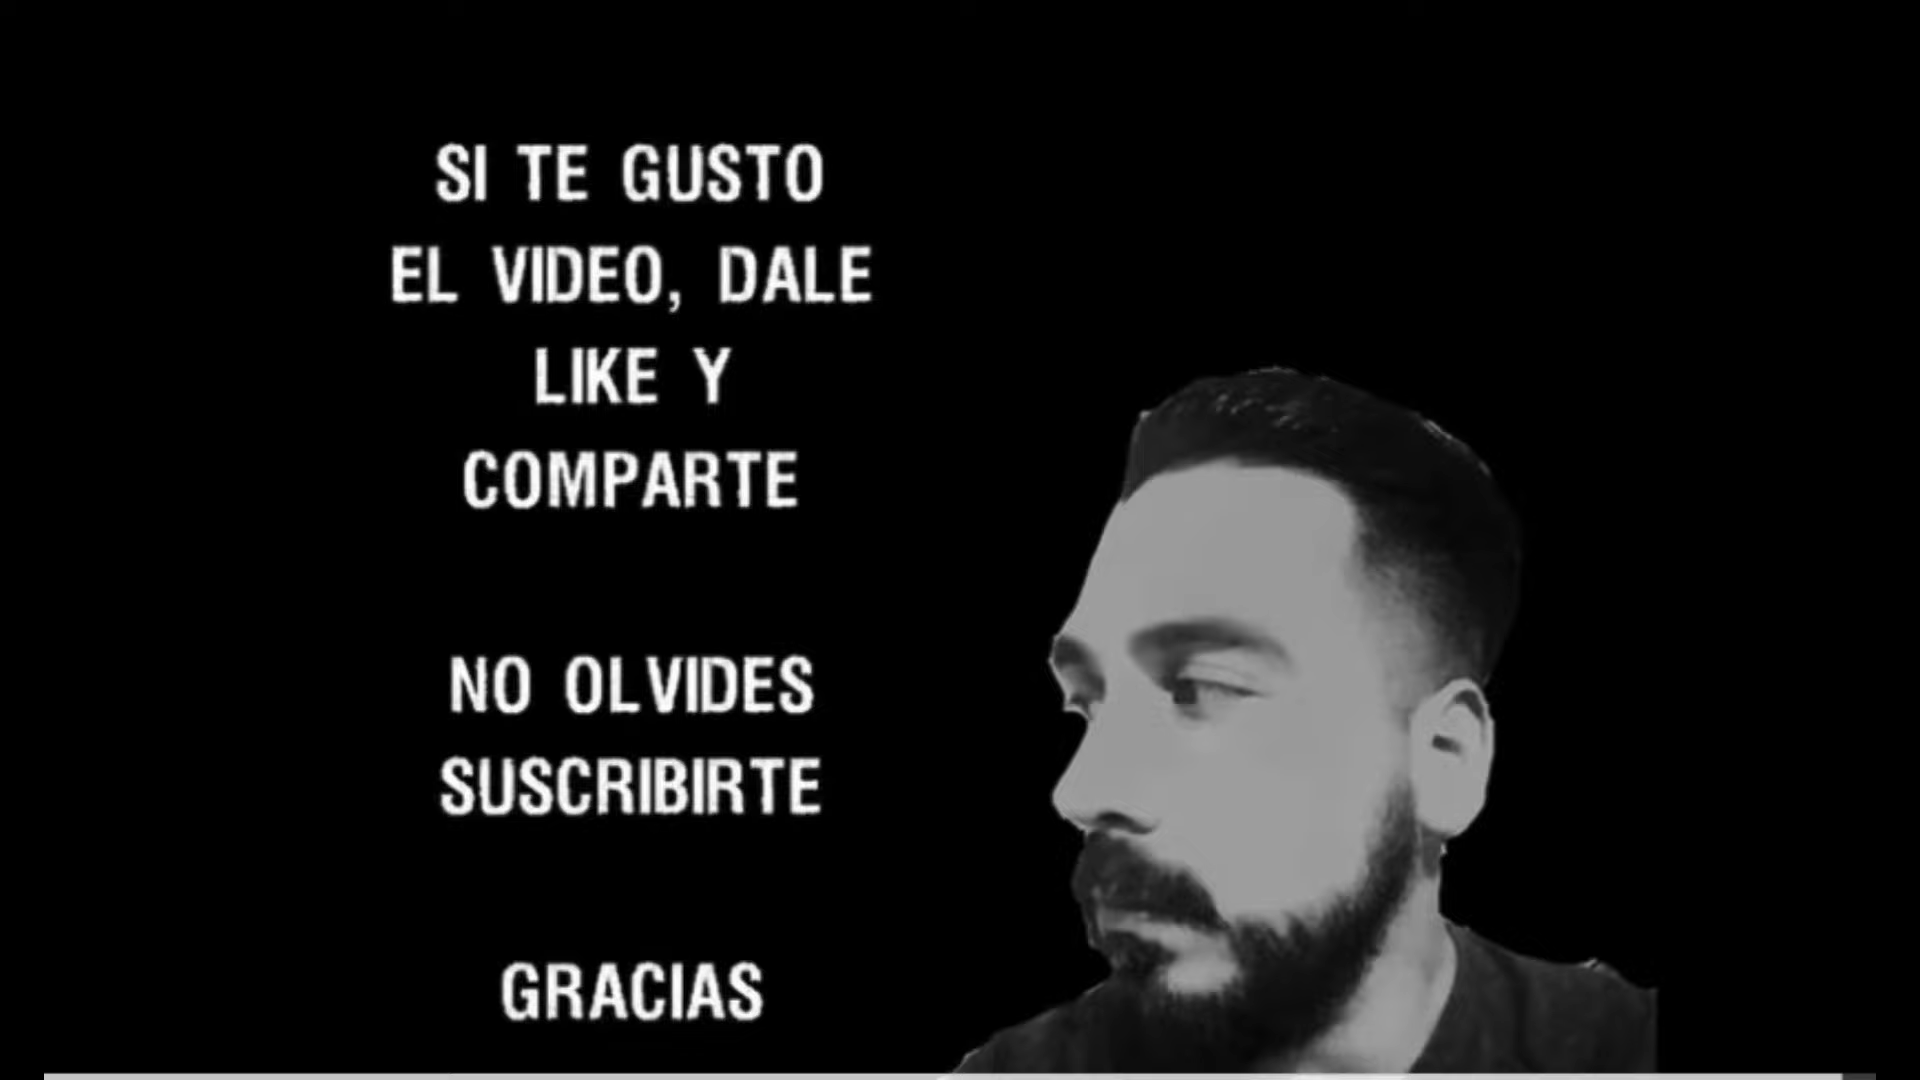 SI TE GUSTO
EL VIDEO, DALE
LIKE Y
COMPARTE
NO OLVIDES
SUSCRIBIRTE
GRACIAS